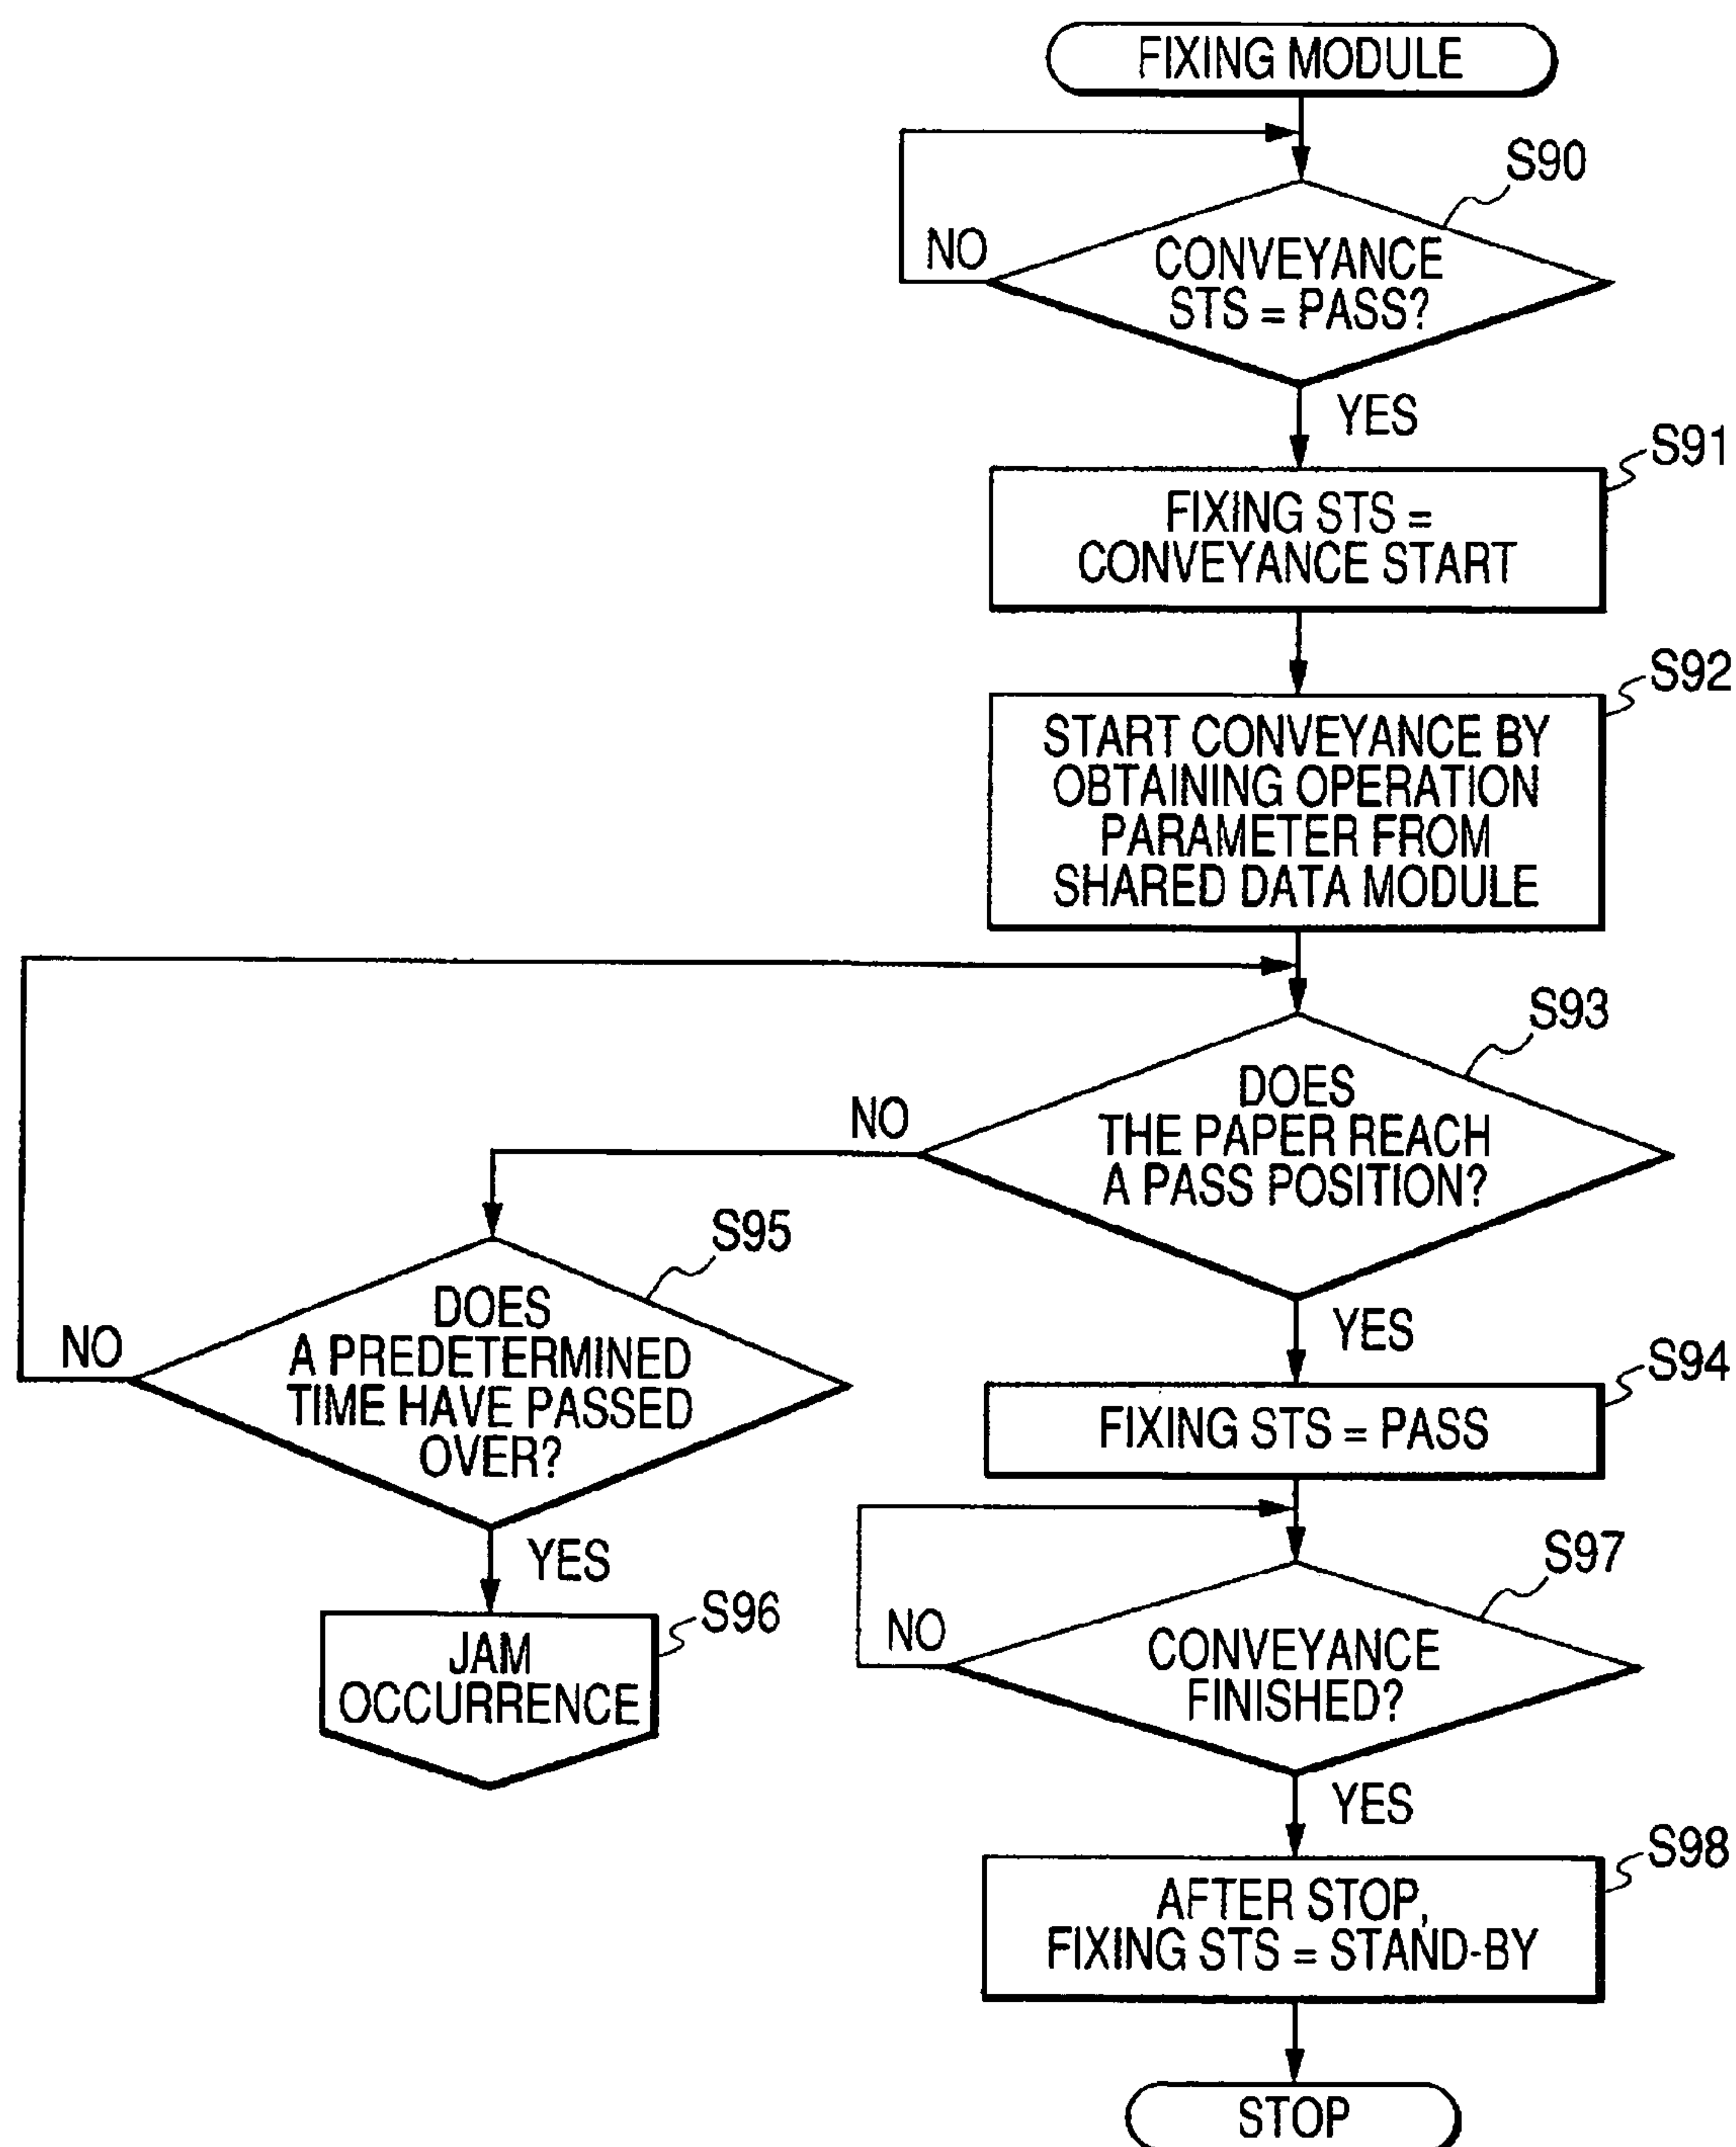 FIXING MODULE
S90
NO
CONVEYANCE
STS = PASS?
YES
S91
FIXING STS =
CONVEYANCE START
S92
START CONVEYANCE BY
OBTAINING OPERATION
PARAMETER FROM
SHARED DATA MODULE
S93
NO
DOES
THE PAPER REACH
A PASS POSITION?
S95
DOES
NO
A PREDETERMINED
TIME HAVE PASSED
OVER?
YES
S94
FIXING STS = PASS
YES
S96
JAM
OCCURRENCE
S97
NO
CONVEYANCE
FINISHED?
YES
S98
AFTER STOP,
FIXING STS = STAND-BY
STOP